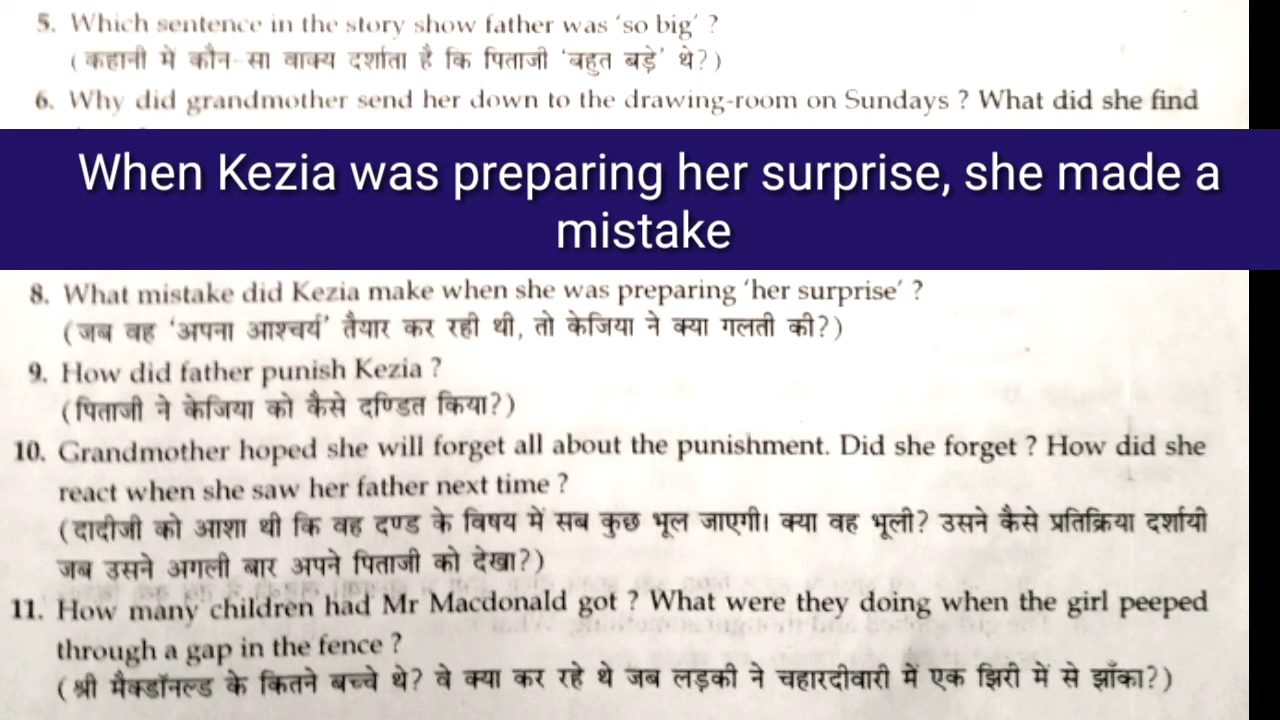 5. Which sentence in the story show father was 'so big' ?
(कहानी में कौन-सा वाक्य दर्शाता है कि पिताजी 'बहुत बड़े' थे?)
6. Why did grandmother send her down to the drawing-room on Sundays ? What did she find
When Kezia was preparing her surprise, she made a
mistake
8. What mistake did Kezia make when she was preparing 'her surprise' ?
(जब वह 'अपना आश्चर्य' तैयार कर रही थी, तो केजिया ने क्या गलती की?)
9. How did father punish Kezia ?
(पिताजी ने केजिया को कैसे दण्डित किया?)
10. Grandmother hoped she will forget all about the punishment. Did she forget ? How did she
react when she saw her father next time ?
(दादीजी को आशा थी कि वह दण्ड के विषय में सब कुछ भूल जाएगी। क्या वह भूली? उसने कैसे प्रतिक्रिया दर्शायी
जब उसने अगली बार अपने पिताजी को देखा?)
11. How many children had Mr Macdonald got ? What were they doing when the girl peeped
through a gap in the fence ?
(श्री मैक्डॉनल्ड के कितने बच्चे थे? वे क्या कर रहे थे जब लड़की ने चहारदीवारी में एक झिरी में से झाँका?)